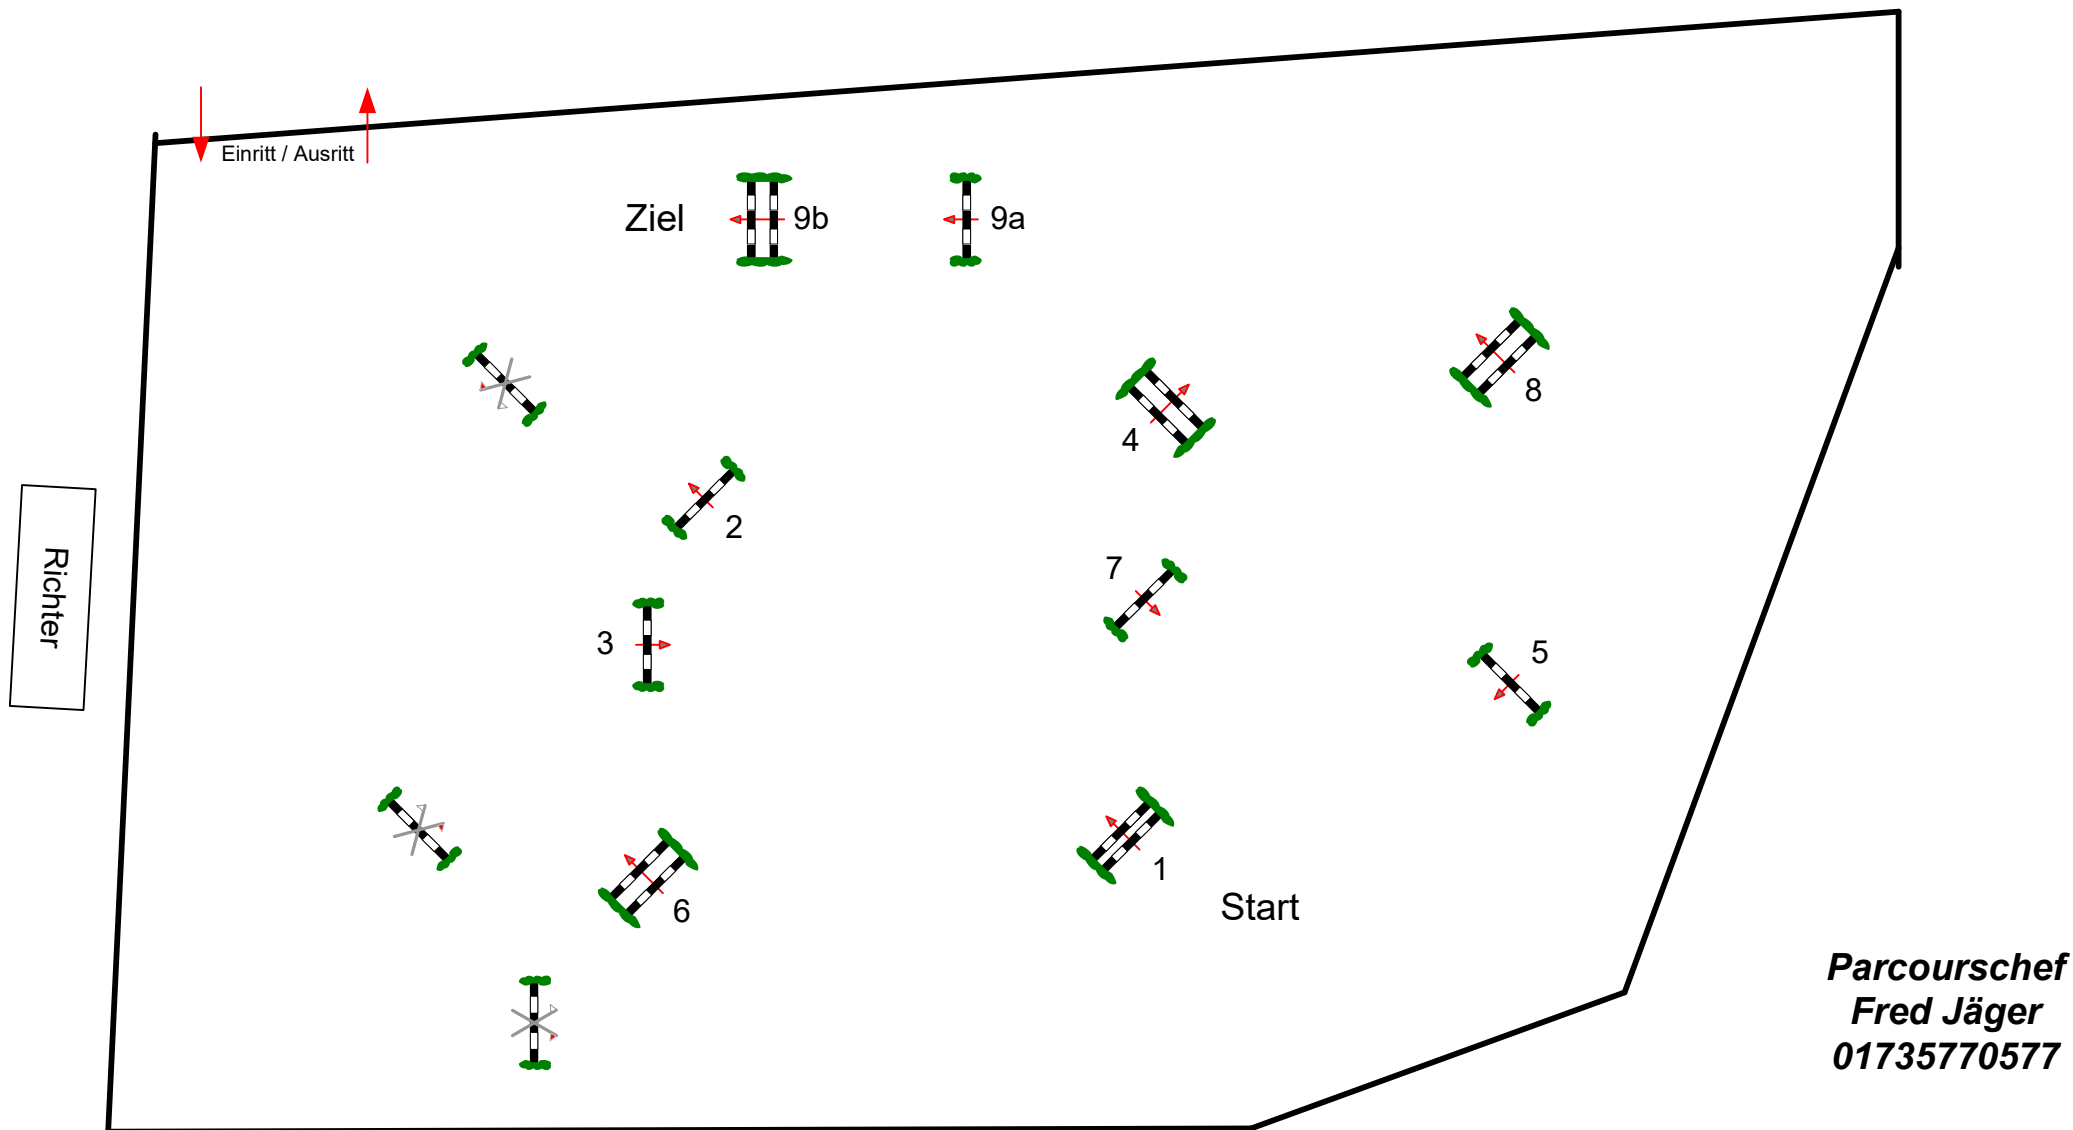 Einritt / Ausritt
Ziel
9b
9a
8
4
2
7
3
5
Richter
1
6
Start
Parcourschef
Fred Jäger
01735770577